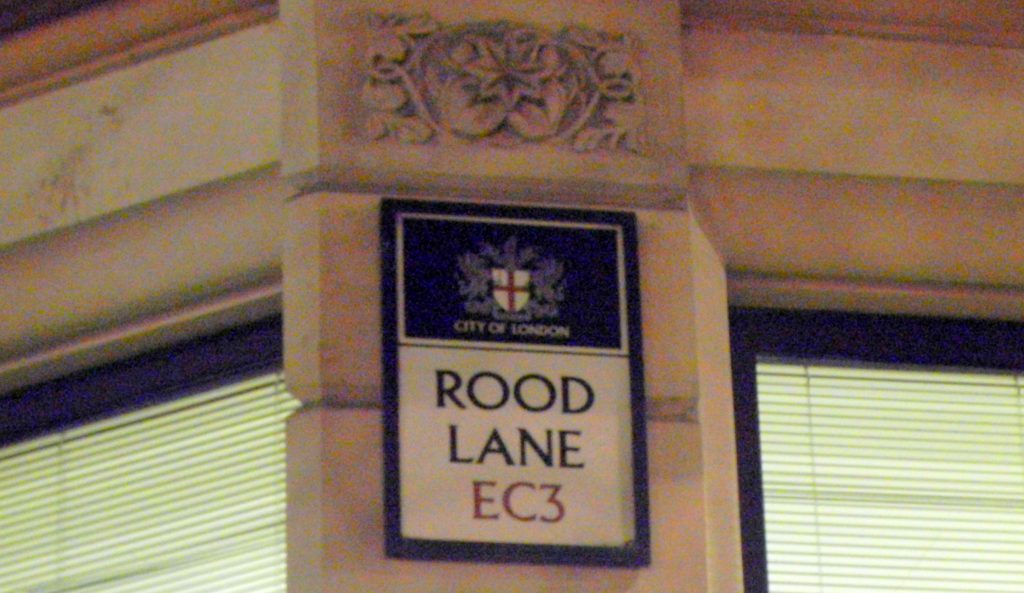 CITY OF LONDON
ROOD
LANE
EC3